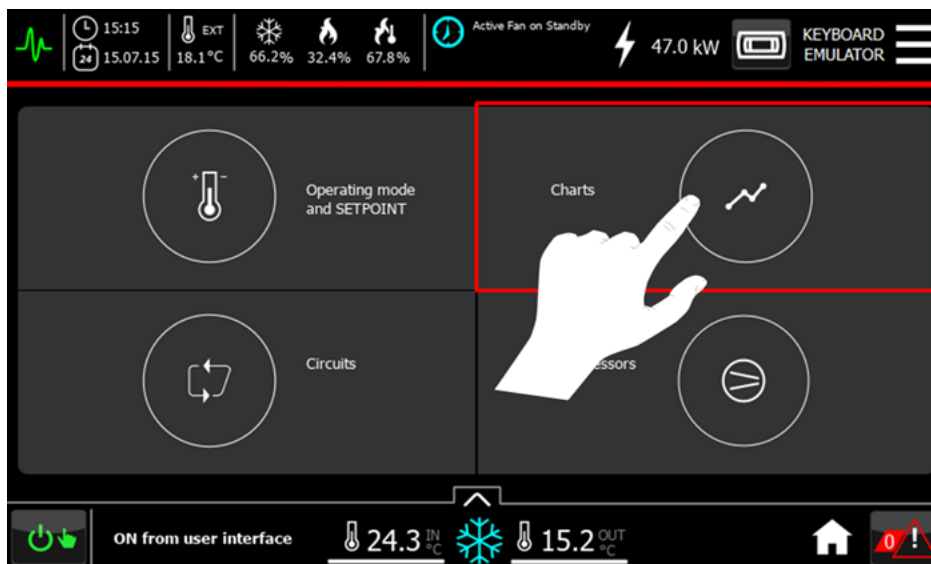 15:15
24 15.07.15
EXT
18.1°C
66.2% 32.4% 67.8%
Active Fan on Standby
47.0 kW
KEYBOARD
EMULATOR
Operating mode
and SETPOINT
Charts
Circuits
ON from user interface
24.3 IN °C
15.2 OUT °C
0 !